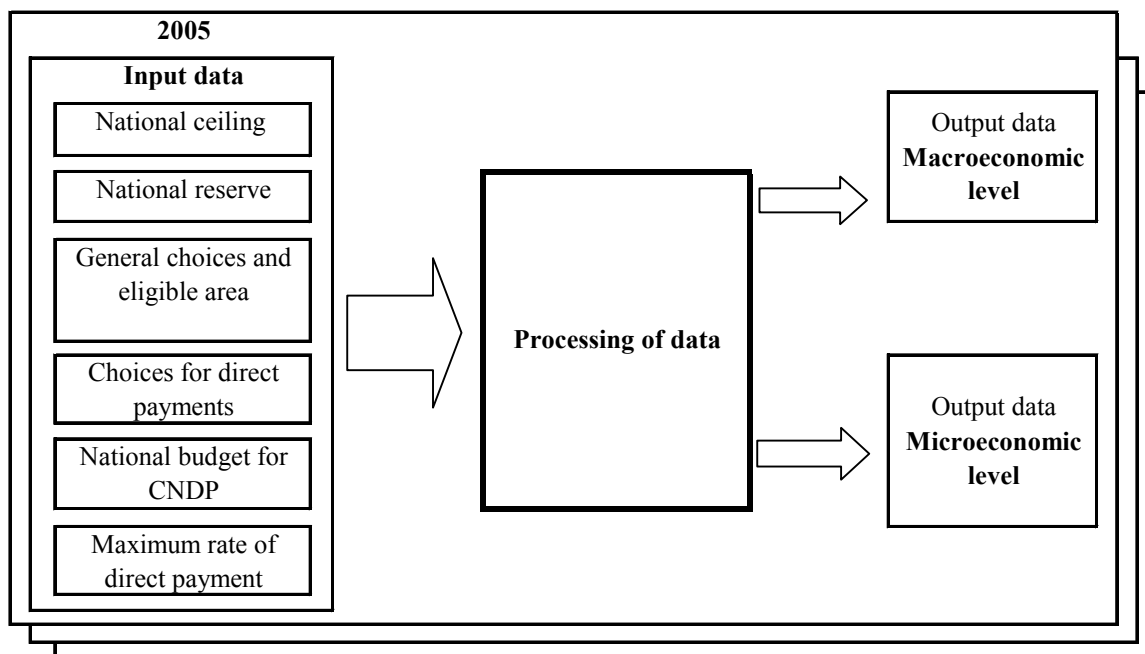 2005
Input data
National ceiling
National reserve
General choices and
eligible area
Choices for direct
payments
National budget for
CNDP
Maximum rate of
direct payment
Processing of data
Output data
Macroeconomic
level
Output data
Microeconomic
level